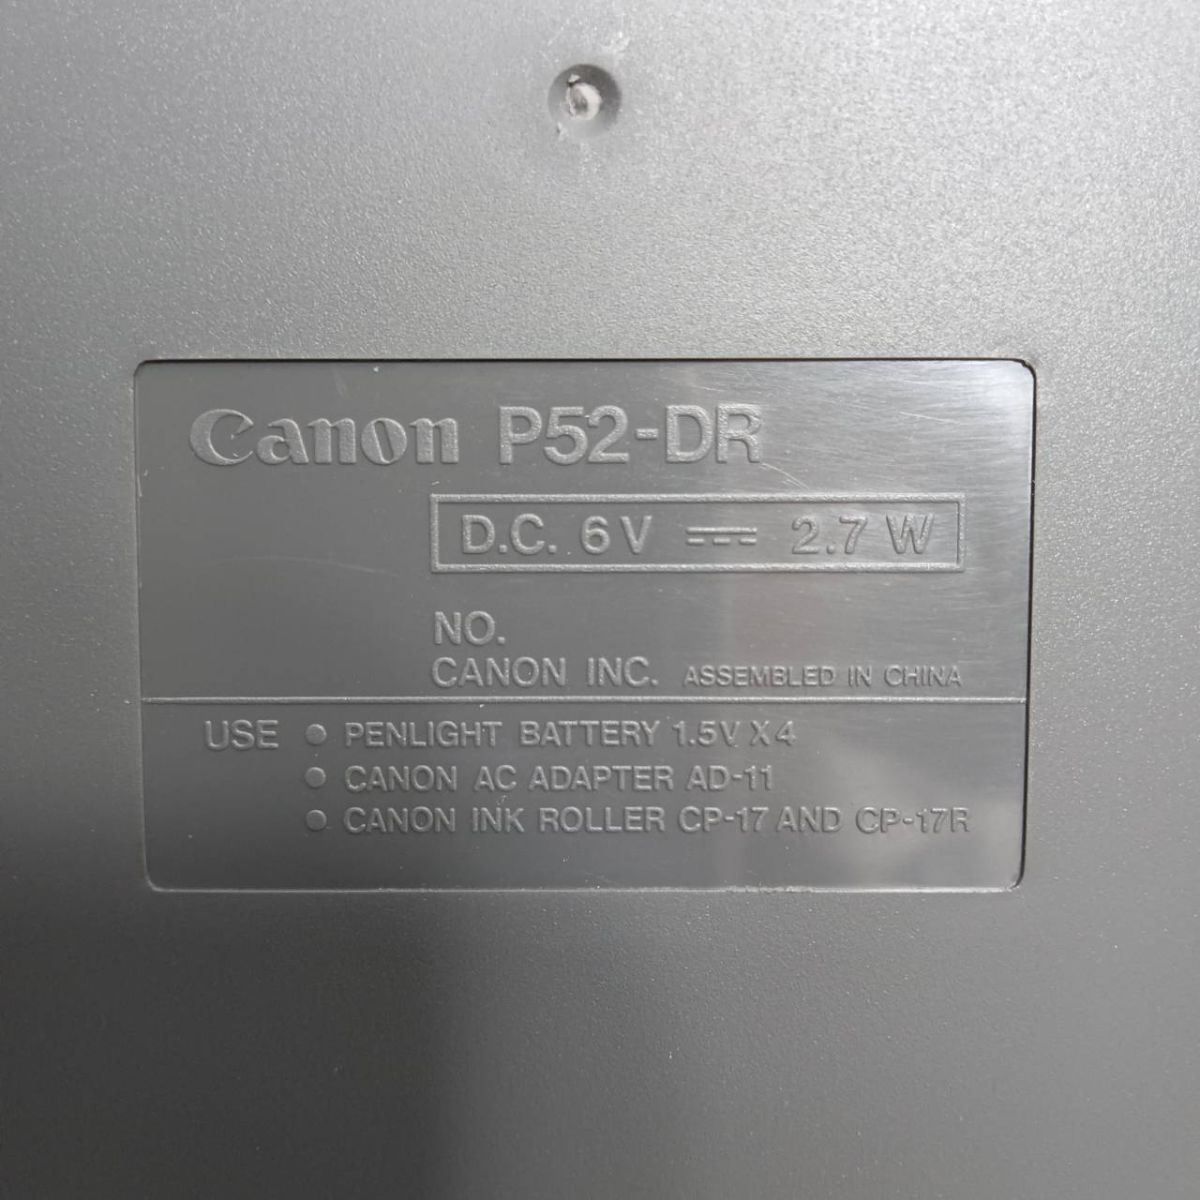 Canon P52-DR
D.C. 6V ⎓ 2.7 W
NO.
CANON INC. ASSEMBLED IN CHINA
USE • PENLIGHT BATTERY 1.5V X 4
• CANON AC ADAPTER AD-11
• CANON INK ROLLER CP-17 AND CP-17R